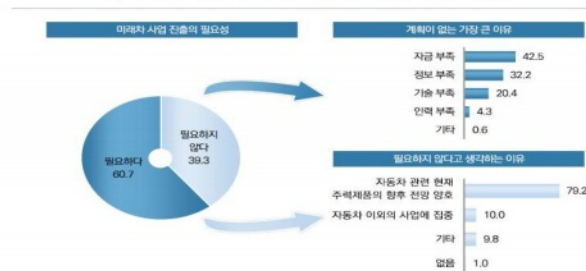 미래차 사업 진출의 필요성
필요하다
60.7
필요하지
않다
39.3
계획이 없는 가장 큰 이유
자금 부족 42.5
정보 부족 32.2
기술 부족 20.4
인력 부족 4.3
기타 0.6
필요하지 않다고 생각하는 이유
자동차 관련 현재
주력제품의 향후 전망 양호 79.2
자동차 이외의 사업에 집중 10.0
기타 9.8
없음 1.0